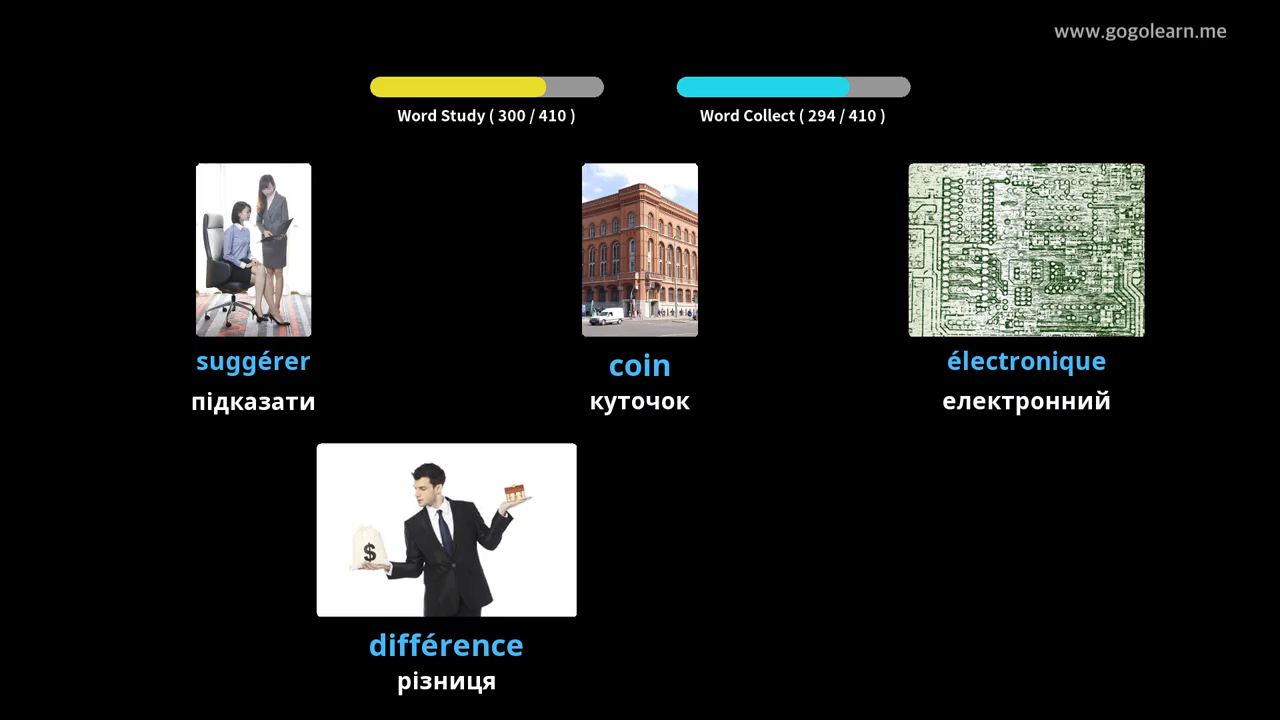 www.gogolearn.me
Word Study ( 300 / 410 )
Word Collect ( 294 / 410 )
suggérer
підказати
coin
куточок
électronique
електронний
$
différence
різниця